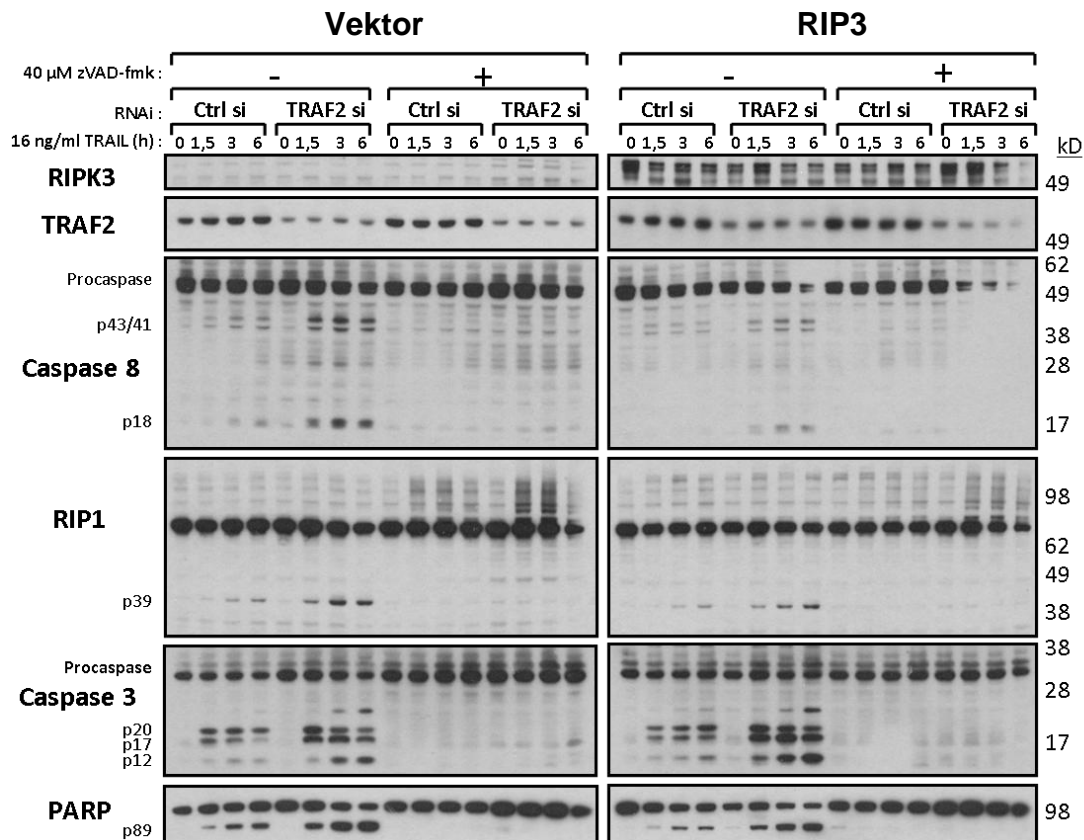 Vektor RIP3
40 µM zVAD-fmk : - + - +
RNAi : Ctrl si TRAF2 si Ctrl si TRAF2 si Ctrl si TRAF2 si Ctrl si TRAF2 si
16 ng/ml TRAIL (h) : 0 1,5 3 6 0 1,5 3 6 0 1,5 3 6 0 1,5 3 6 0 1,5 3 6 0 1,5 3 6 0 1,5 3 6 0 1,5 3 6
kD
RIPK3 49
TRAF2 49
62
Procaspase 49
p43/41
38
Caspase 8 28
p18 17
98
RIP1
62
49
p39 38
Procaspase 38
Caspase 3 28
p20
p17 17
p12
PARP 98
p89